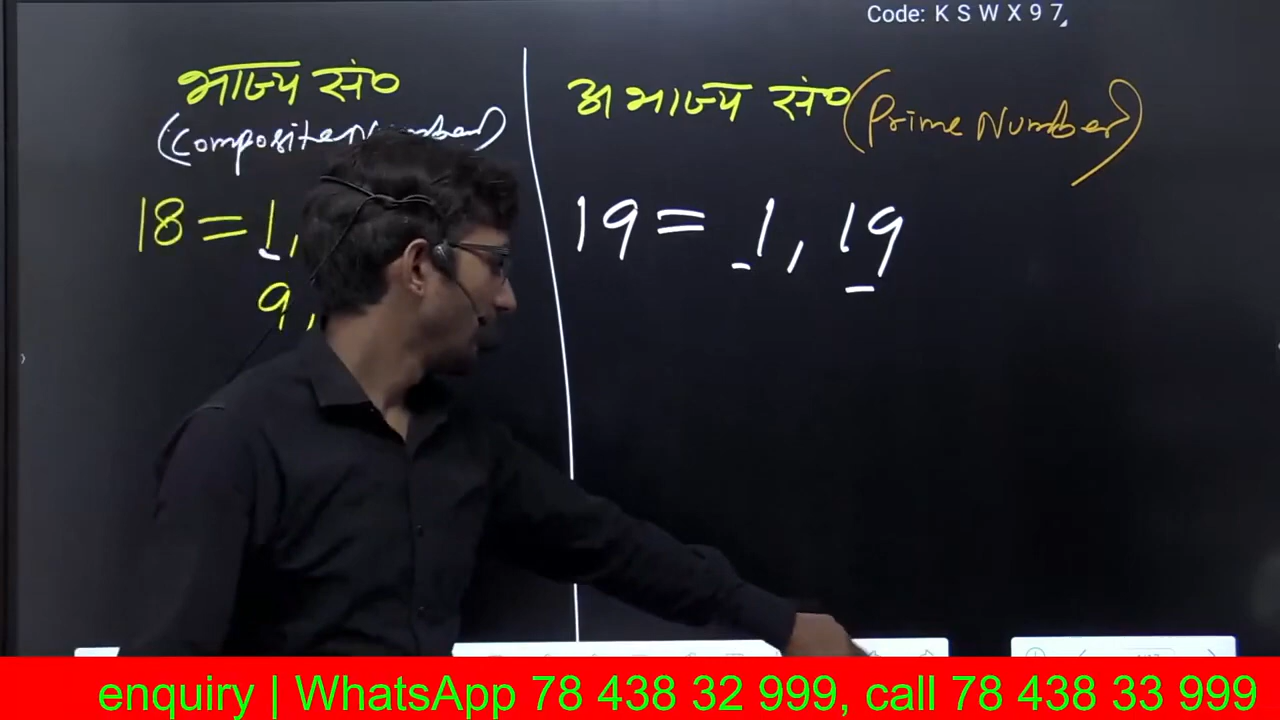 Code: K S W X 9 7
भाज्य सं०
(Composite Number)
18 = 1,
9,
अभाज्य सं० (Prime Number)
19 = 1, 19
enquiry | WhatsApp 78 438 32 999, call 78 438 33 999